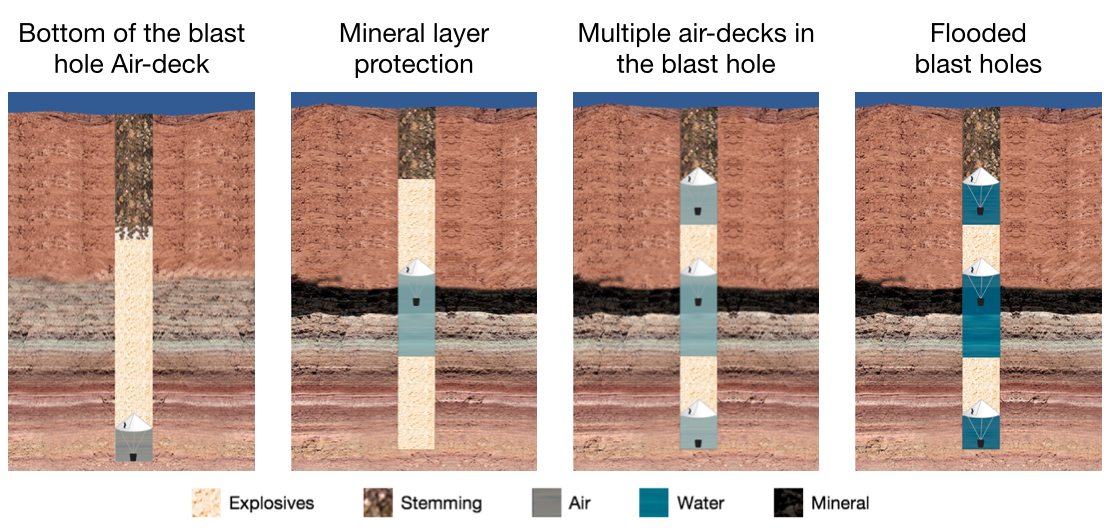 Bottom of the blast
hole Air-deck
Mineral layer
protection
Multiple air-decks in
the blast hole
Flooded
blast holes
Explosives
Stemming
Air
Water
Mineral